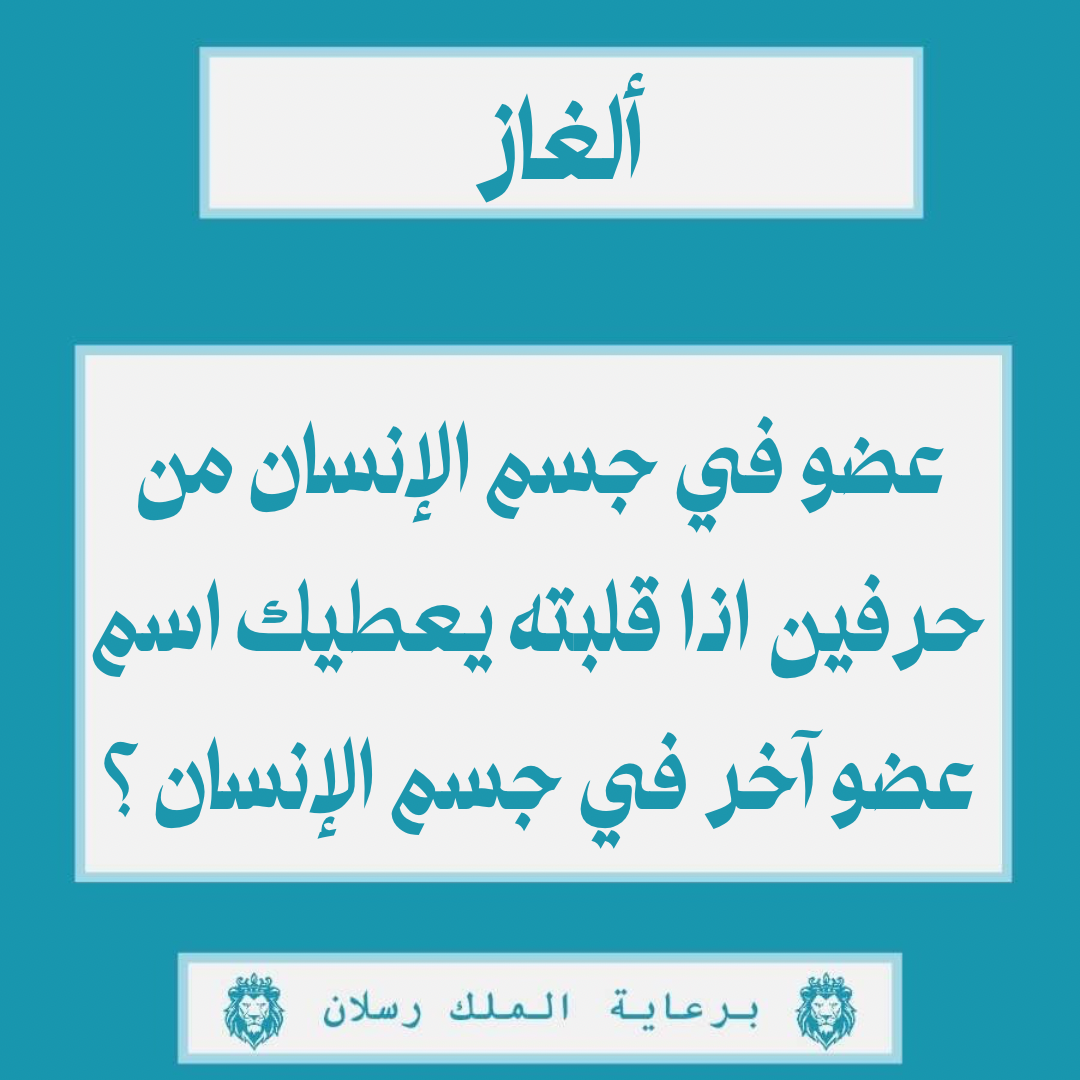 ألغاز
عضو في جسم الإنسان من
حرفين اذا قلبته يعطيك اسم
عضو آخر في جسم الإنسان ؟
برعاية الملك رسلان